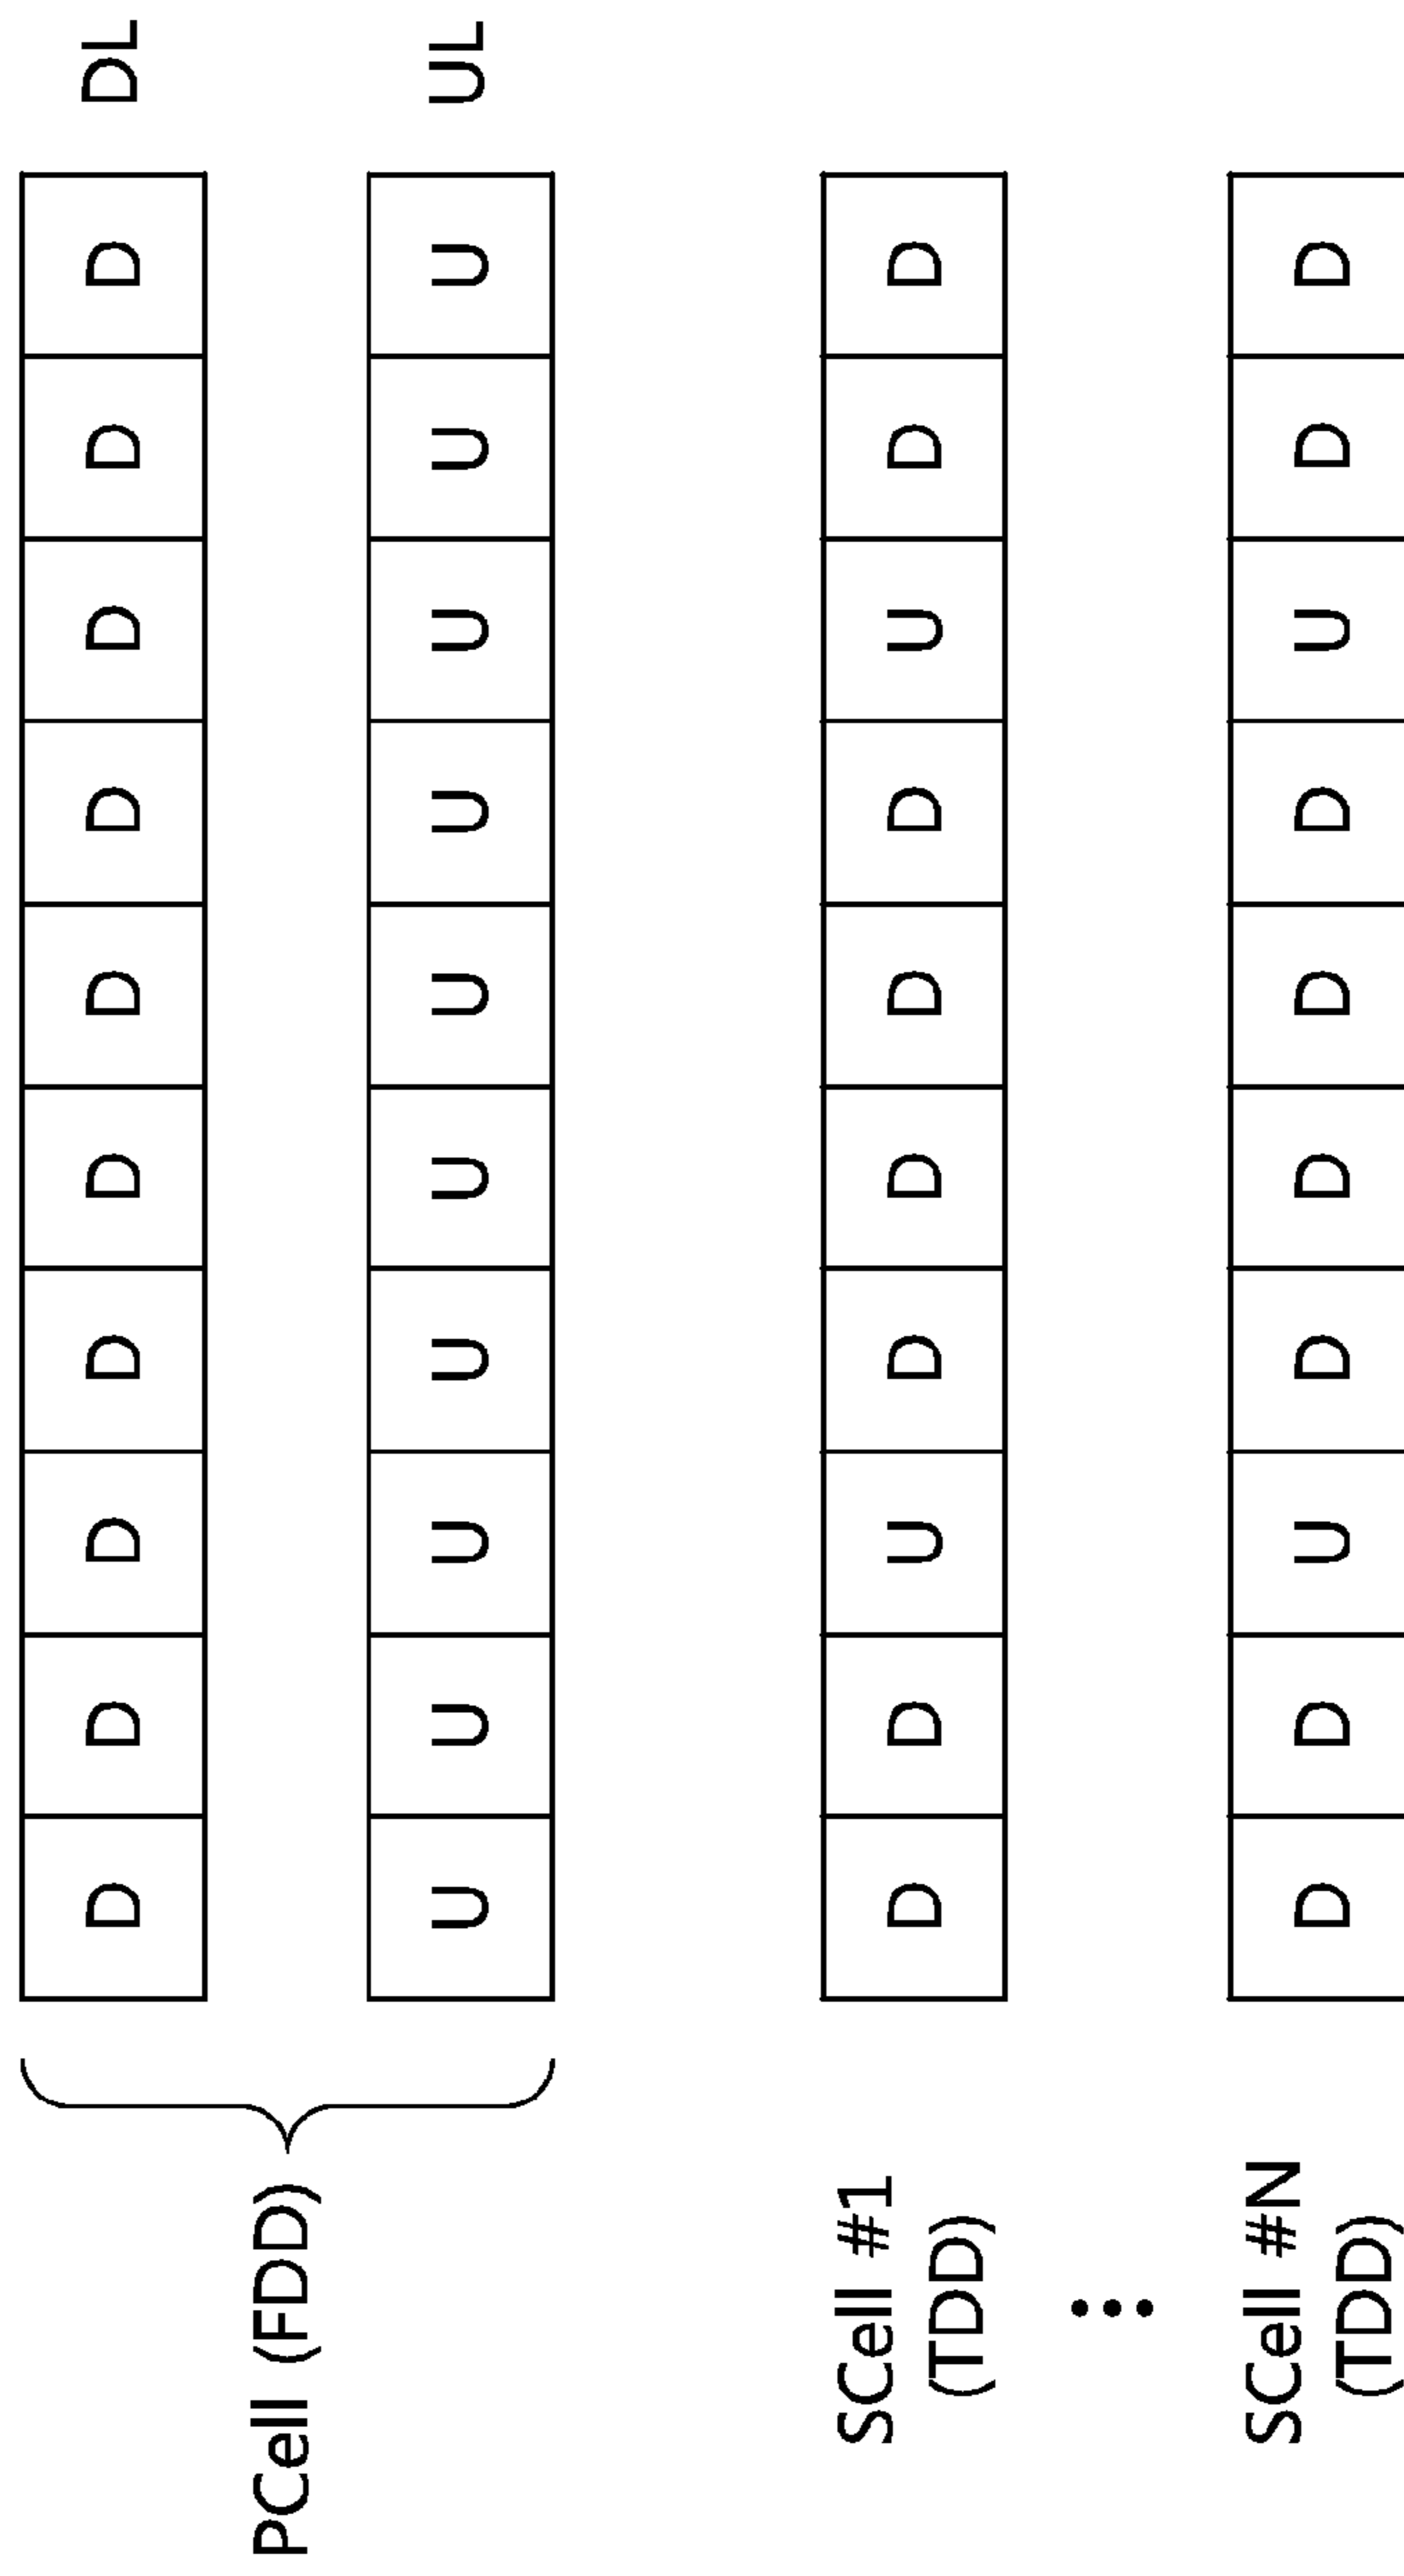 D D D D D D D D D D DL
PCell (FDD)
U U U U U U U U U U UL
SCell #1
(TDD)
D D U D D D D U D D
SCell #N
(TDD)
D D U D D D D U D D